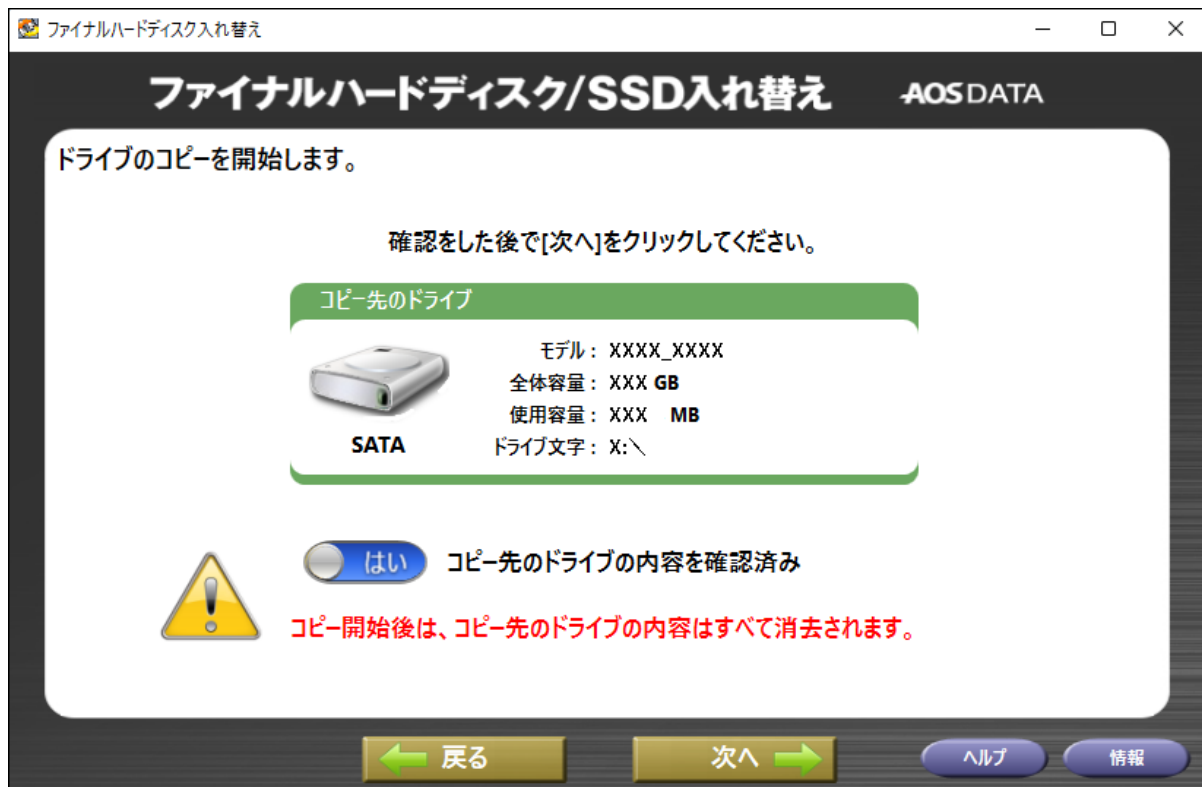 ファイナルハードディスク入れ替え
ファイナルハードディスク/SSD入れ替え AOSDATA
ドライブのコピーを開始します。
確認をした後で[次へ]をクリックしてください。
コピー先のドライブ
モデル： XXXX_XXXX
全体容量： XXX GB
使用容量： XXX MB
SATA ドライブ文字： X:＼
はい コピー先のドライブの内容を確認済み
コピー開始後は、コピー先のドライブの内容はすべて消去されます。
戻る 次へ ヘルプ 情報